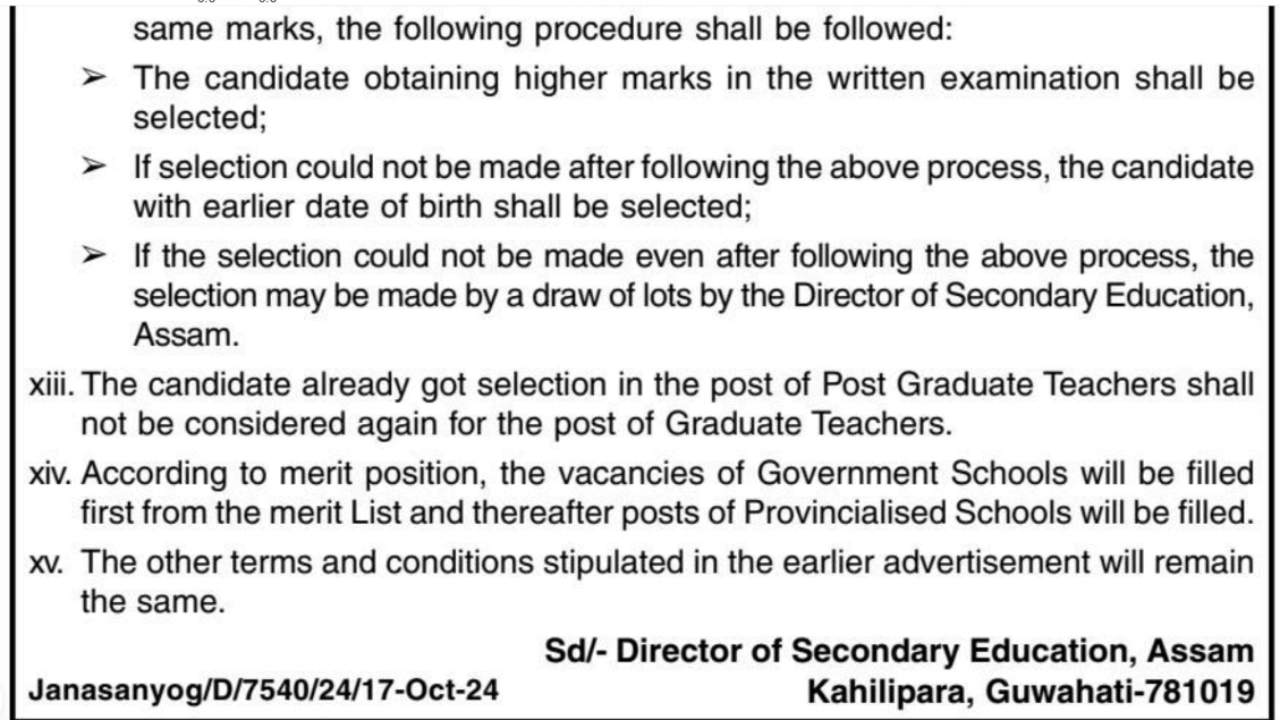 same marks, the following procedure shall be followed:
➢ The candidate obtaining higher marks in the written examination shall be
selected;
➢ If selection could not be made after following the above process, the candidate
with earlier date of birth shall be selected;
➢ If the selection could not be made even after following the above process, the
selection may be made by a draw of lots by the Director of Secondary Education,
Assam.
xiii. The candidate already got selection in the post of Post Graduate Teachers shall
not be considered again for the post of Graduate Teachers.
xiv. According to merit position, the vacancies of Government Schools will be filled
first from the merit List and thereafter posts of Provincialised Schools will be filled.
xv. The other terms and conditions stipulated in the earlier advertisement will remain
the same.
Sd/- Director of Secondary Education, Assam
Janasanyog/D/7540/24/17-Oct-24 Kahilipara, Guwahati-781019